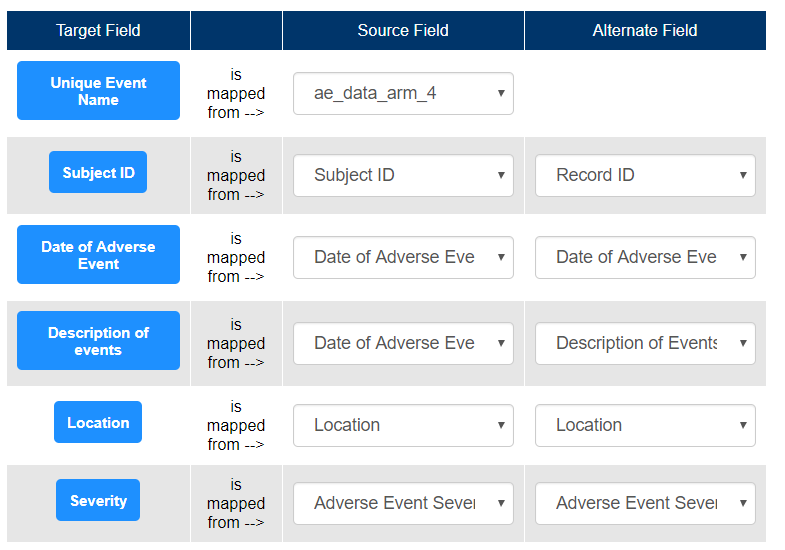 Target Field Source Field Alternate Field
Unique Event
Name
is
mapped
from -->
ae_data_arm_4
Subject ID
is
mapped
from -->
Subject ID
Record ID
Date of Adverse
Event
is
mapped
from -->
Date of Adverse Eve
Date of Adverse Eve
Description of
events
is
mapped
from -->
Date of Adverse Eve
Description of Events
Location
is
mapped
from -->
Location
Location
Severity
is
mapped
from -->
Adverse Event Sever
Adverse Event Sever